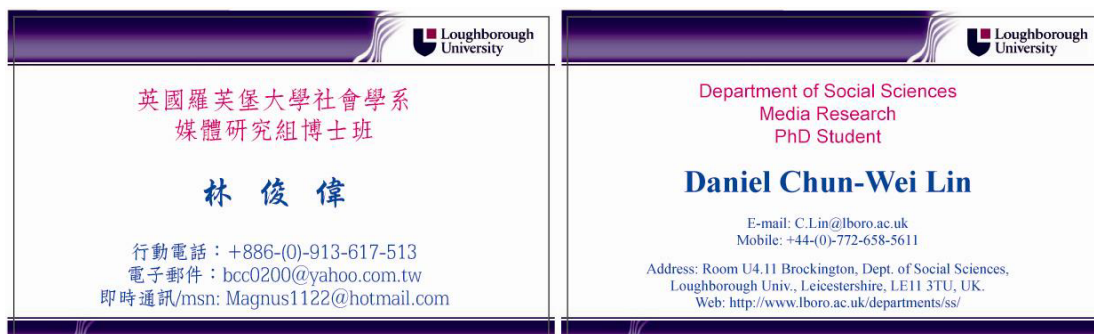 Loughborough
University
英國羅芙堡大學社會學系
媒體研究組博士班
林 俊 偉
行動電話：+886-(0)-913-617-513
電子郵件：bcc0200@yahoo.com.tw
即時通訊/msn: Magnus1122@hotmail.com
Loughborough
University
Department of Social Sciences
Media Research
PhD Student
Daniel Chun-Wei Lin
E-mail: C.Lin@lboro.ac.uk
Mobile: +44-(0)-772-658-5611
Address: Room U4.11 Brockington, Dept. of Social Sciences,
Loughborough Univ., Leicestershire, LE11 3TU, UK.
Web: http://www.lboro.ac.uk/departments/ss/